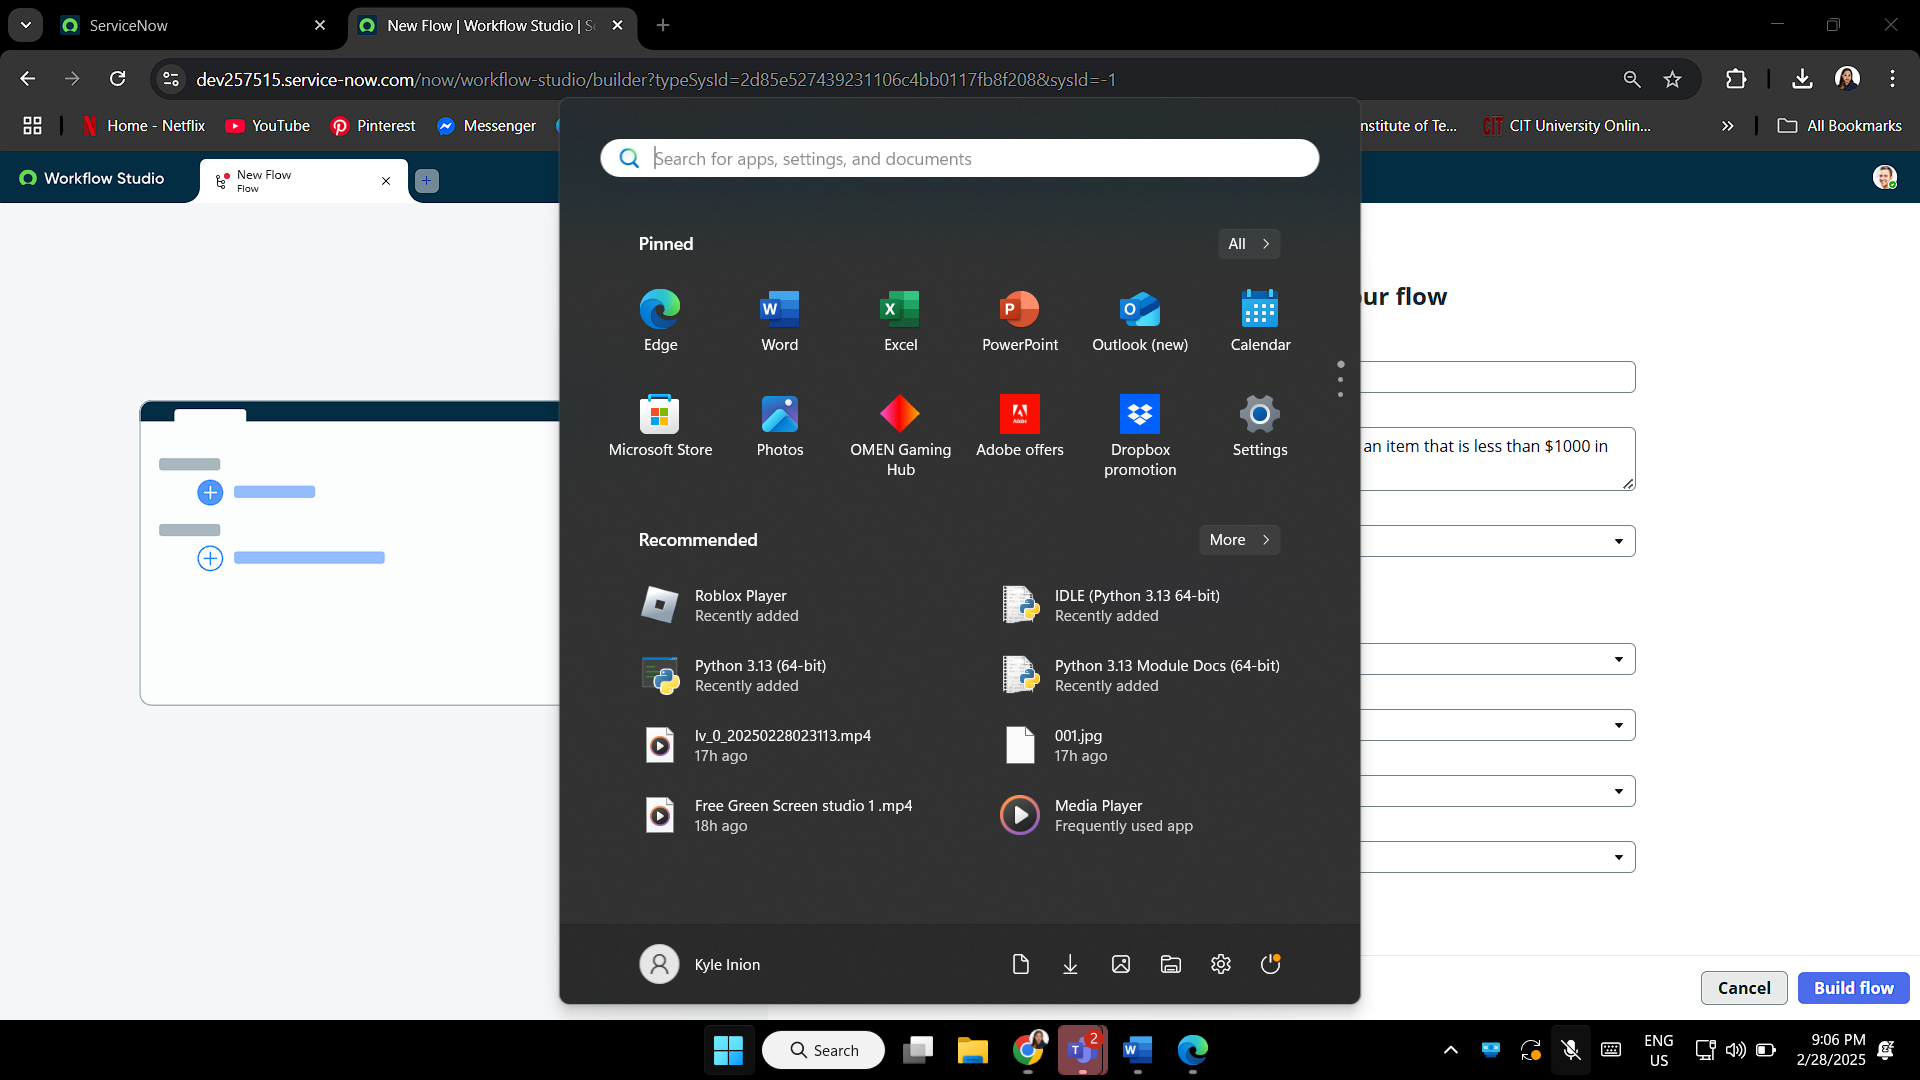 ServiceNow
New Flow | Workflow Studio | S
dev257515.service-now.com/now/workflow-studio/builder?typeSysId=2d85e527439231106c4bb0117fb8f208&sysId=-1
Home - Netflix
YouTube
Pinterest
Messenger
nstitute of Te...
CIT
CIT University Onlin...
All Bookmarks
Workflow Studio
New Flow
Flow
Search for apps, settings, and documents
Pinned
All
our flow
Edge
Word
Excel
PowerPoint
Outlook (new)
Calendar
Microsoft Store
Photos
OMEN Gaming
Hub
Adobe offers
Dropbox
promotion
Settings
an item that is less than $1000 in
Recommended
More
Roblox Player
Recently added
IDLE (Python 3.13 64-bit)
Recently added
Python 3.13 (64-bit)
Recently added
Python 3.13 Module Docs (64-bit)
Recently added
lv_0_20250228023113.mp4
17h ago
001.jpg
17h ago
Free Green Screen studio 1 .mp4
18h ago
Media Player
Frequently used app
Kyle Inion
Cancel
Build flow
Search
2
ENG
US
9:06 PM
2/28/2025